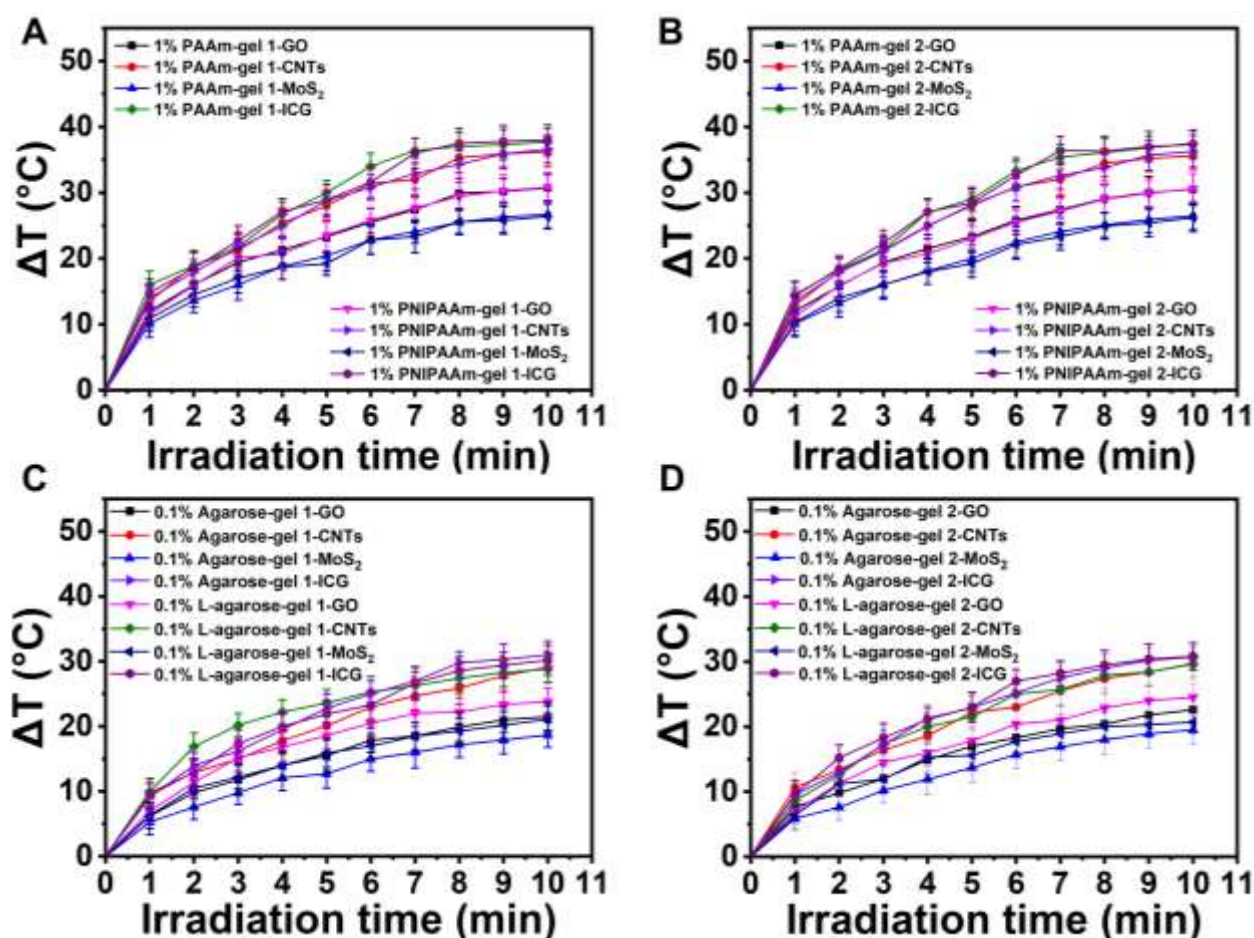 A
1% PAAm-gel 1-GO
1% PAAm-gel 1-CNTs
1% PAAm-gel 1-MoS₂
1% PAAm-gel 1-ICG
1% PNIPAAm-gel 1-GO
1% PNIPAAm-gel 1-CNTs
1% PNIPAAm-gel 1-MoS₂
1% PNIPAAm-gel 1-ICG
ΔT (°C)
50
40
30
20
10
0
0 1 2 3 4 5 6 7 8 9 10 11
Irradiation time (min)
B
1% PAAm-gel 2-GO
1% PAAm-gel 2-CNTs
1% PAAm-gel 2-MoS₂
1% PAAm-gel 2-ICG
1% PNIPAAm-gel 2-GO
1% PNIPAAm-gel 2-CNTs
1% PNIPAAm-gel 2-MoS₂
1% PNIPAAm-gel 2-ICG
ΔT (°C)
50
40
30
20
10
0
0 1 2 3 4 5 6 7 8 9 10 11
Irradiation time (min)
C
0.1% Agarose-gel 1-GO
0.1% Agarose-gel 1-CNTs
0.1% Agarose-gel 1-MoS₂
0.1% Agarose-gel 1-ICG
0.1% L-agarose-gel 1-GO
0.1% L-agarose-gel 1-CNTs
0.1% L-agarose-gel 1-MoS₂
0.1% L-agarose-gel 1-ICG
ΔT (°C)
50
40
30
20
10
0
0 1 2 3 4 5 6 7 8 9 10 11
Irradiation time (min)
D
0.1% Agarose-gel 2-GO
0.1% Agarose-gel 2-CNTs
0.1% Agarose-gel 2-MoS₂
0.1% Agarose-gel 2-ICG
0.1% L-agarose-gel 2-GO
0.1% L-agarose-gel 2-CNTs
0.1% L-agarose-gel 2-MoS₂
0.1% L-agarose-gel 2-ICG
ΔT (°C)
50
40
30
20
10
0
0 1 2 3 4 5 6 7 8 9 10 11
Irradiation time (min)